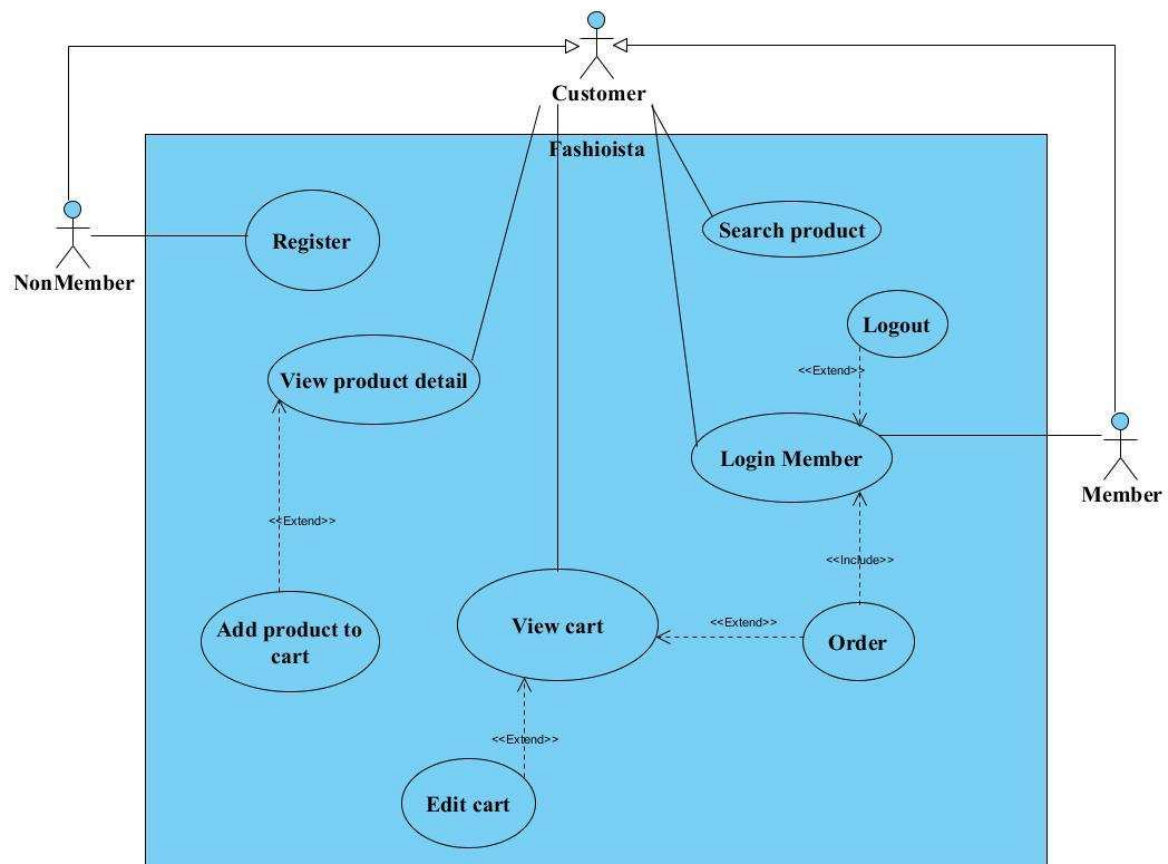 Customer
Fashioista
Search product
Register
NonMember
Logout
View product detail
<<Extend>>
Login Member
Member
<<Extend>>
<<Include>>
Add product to
cart
View cart
<<Extend>>
Order
<<Extend>>
Edit cart